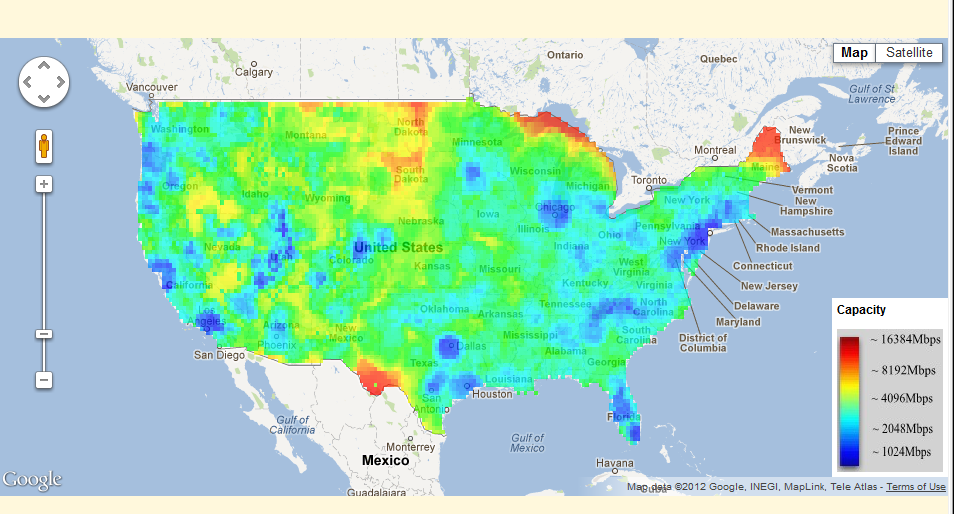 Map Satellite
Ontario
Quebec
Calgary
Vancouver
Gulf of St
Lawrence
Washington
Montana
North
Dakota
Minnesota
New
Brunswick
Prince
Edward
Island
Montreal
Nova
Scotia
Maine
South
Dakota
Wisconsin
Michigan
Toronto
Vermont
New
Hampshire
Oregon
Idaho
Wyoming
New York
Chicago
Iowa
Nebraska
Illinois
Massachusetts
Pennsylvania
Ohio
New York
Rhode Island
Indiana
Nevada
Utah
United States
Colorado
Connecticut
Kansas
Missouri
West
Virginia
New Jersey
California
Kentucky
Virginia
Delaware
Maryland
Los
Angeles
Oklahoma
Tennessee
North
Carolina
Arkansas
Arizona
Phoenix
New
Mexico
Mississippi
South
Carolina
District of
Columbia
San Diego
Dallas
Alabama
Texas
Georgia
Louisiana
San
Antonio
Houston
Florida
Gulf of
California
Gulf of
Mexico
Monterrey
Mexico
Havana
Cuba
Guadalajara
Capacity
~ 16384Mbps
~ 8192Mbps
~ 4096Mbps
~ 2048Mbps
~ 1024Mbps
Google
Map data ©2012 Google, INEGI, MapLink, Tele Atlas - Terms of Use